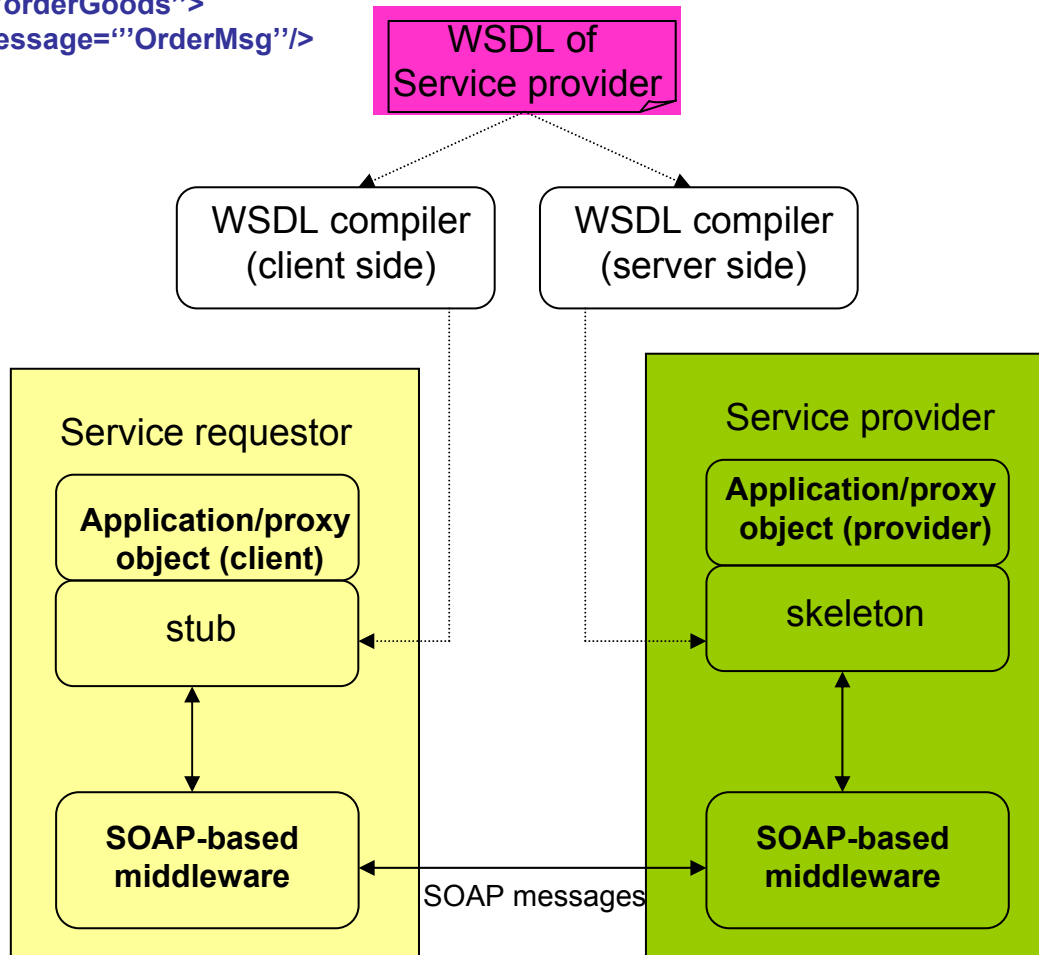 orderGoods’’>
essage=‘’’OrderMsg’’/>
WSDL of
Service provider
WSDL compiler
(client side)
WSDL compiler
(server side)
Service requestor
Application/proxy
object (client)
stub
SOAP-based
middleware
Service provider
Application/proxy
object (provider)
skeleton
SOAP-based
middleware
SOAP messages